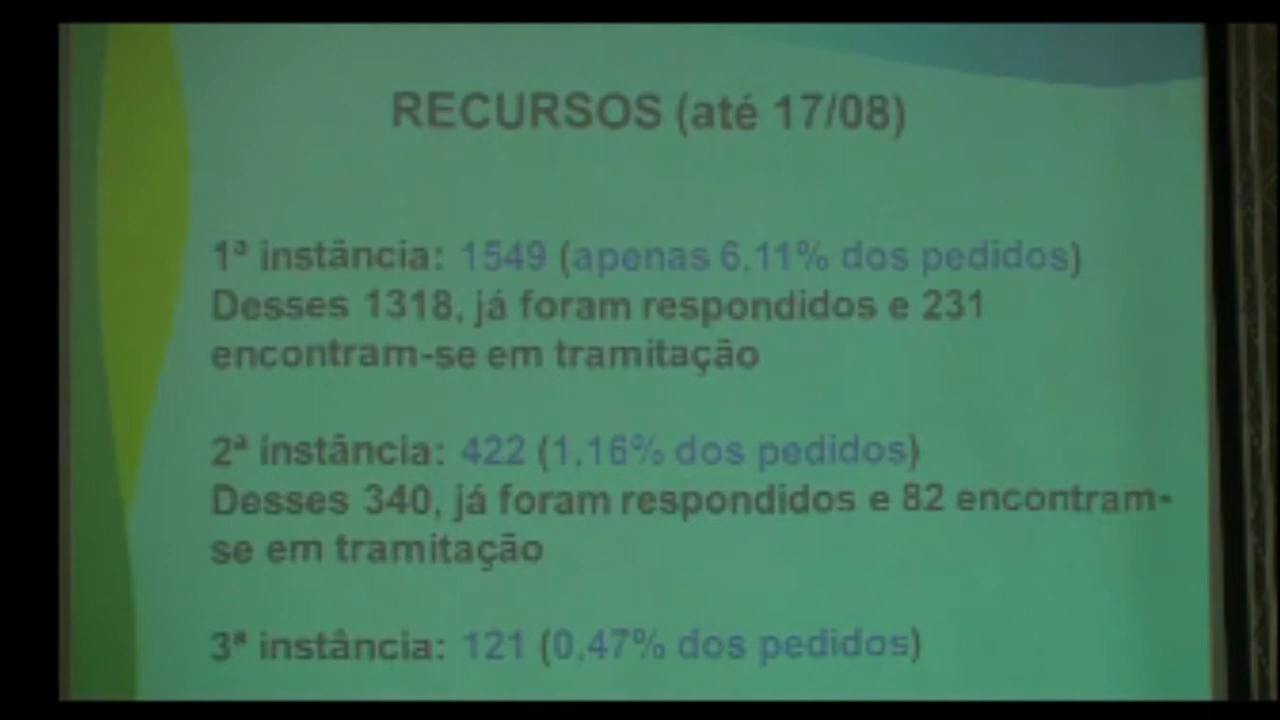 RECURSOS (até 17/08)
1ª instância: 1549 (apenas 6,11% dos pedidos)
Desses 1318, já foram respondidos e 231
encontram-se em tramitação
2ª instância: 422 (1,16% dos pedidos)
Desses 340, já foram respondidos e 82 encontram-
se em tramitação
3ª instância: 121 (0,47% dos pedidos)